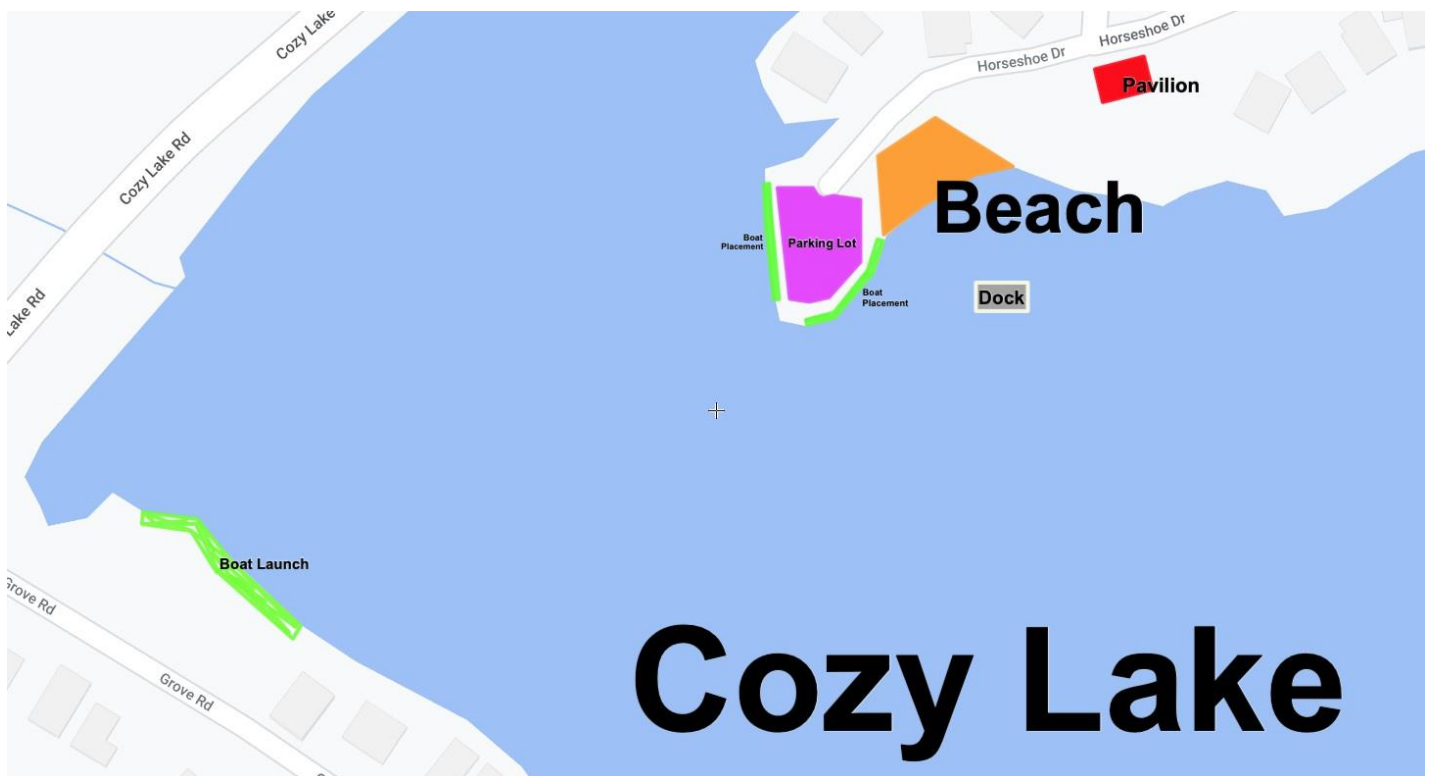 Cozy Lake
Horseshoe Dr
Horseshoe Dr
Pavilion
Cozy Lake Rd
Beach
Boat
Placement
Parking Lot
Lake Rd
Dock
Boat
Placement
Boat Launch
Grove Rd
Grove Rd
Cozy Lake